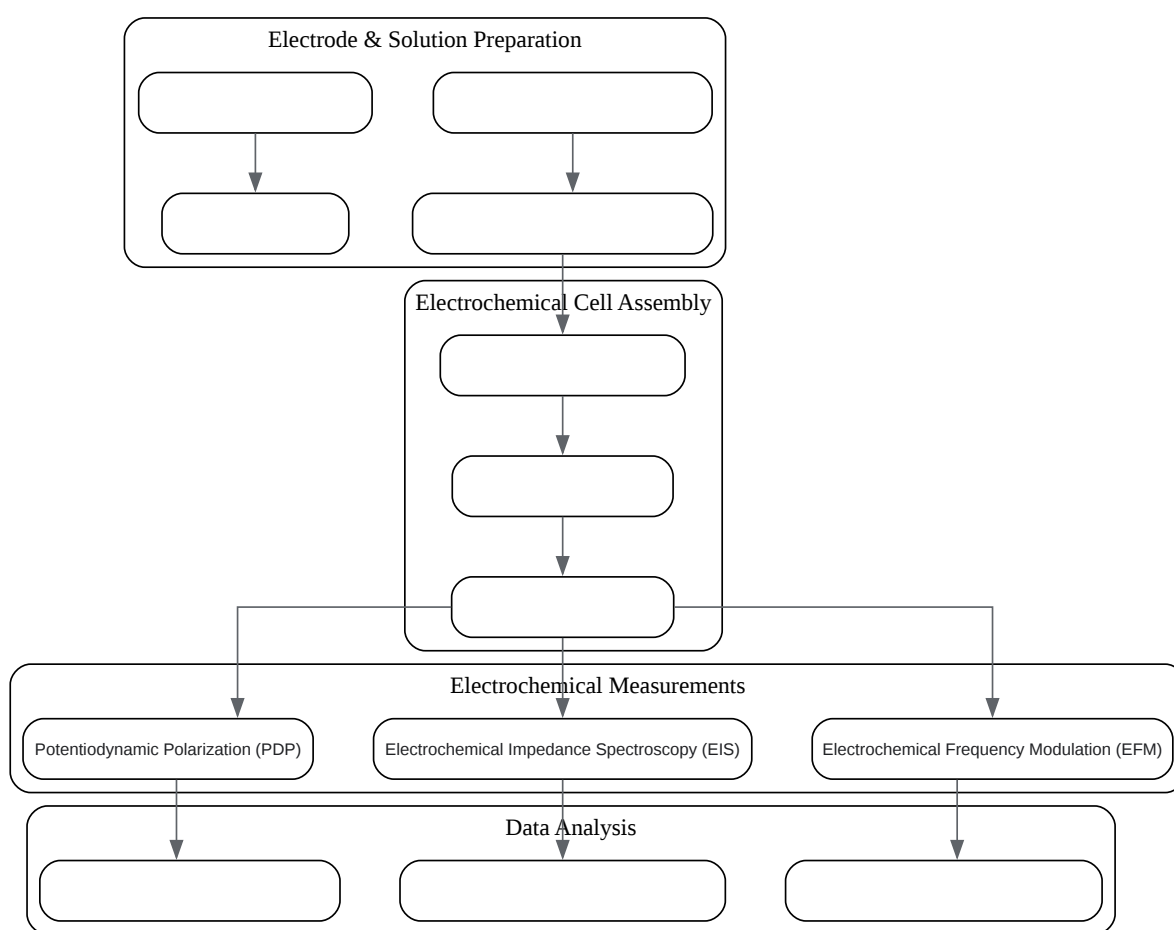 Electrode & Solution Preparation
Electrochemical Cell Assembly
Electrochemical Measurements
Potentiodynamic Polarization (PDP)
Electrochemical Impedance Spectroscopy (EIS)
Electrochemical Frequency Modulation (EFM)
Data Analysis